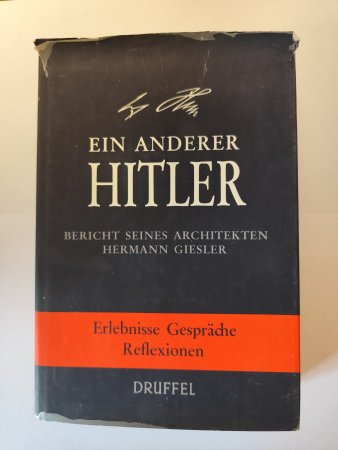 EIN ANDERER
HITLER
BERICHT SEINES ARCHITEKTEN
HERMANN GIESLER
Erlebnisse Gespräche
Reflexionen
DRUFFEL